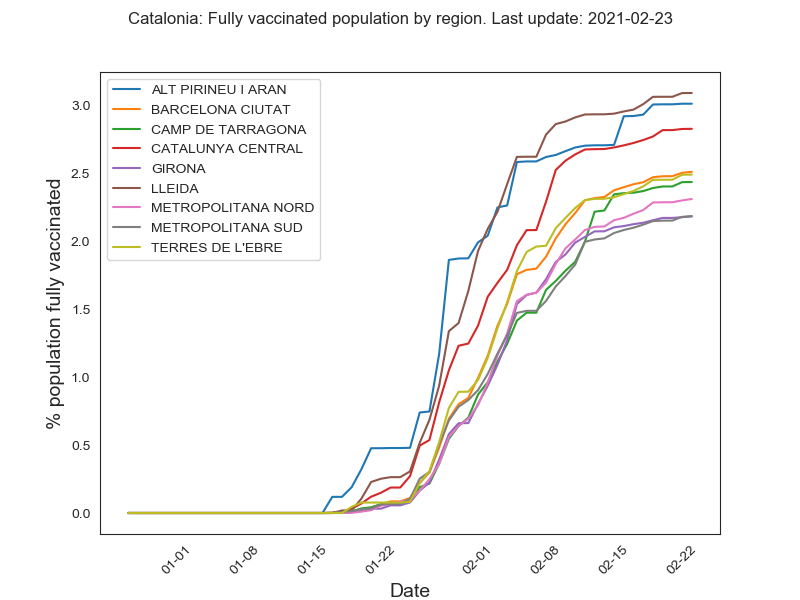 Catalonia: Fully vaccinated population by region. Last update: 2021-02-23
ALT PIRINEU I ARAN
BARCELONA CIUTAT
CAMP DE TARRAGONA
CATALUNYA CENTRAL
GIRONA
LLEIDA
METROPOLITANA NORD
METROPOLITANA SUD
TERRES DE L'EBRE
% population fully vaccinated
3.0
2.5
2.0
1.5
1.0
0.5
0.0
01-01
01-08
01-15
01-22
02-01
02-08
02-15
02-22
Date